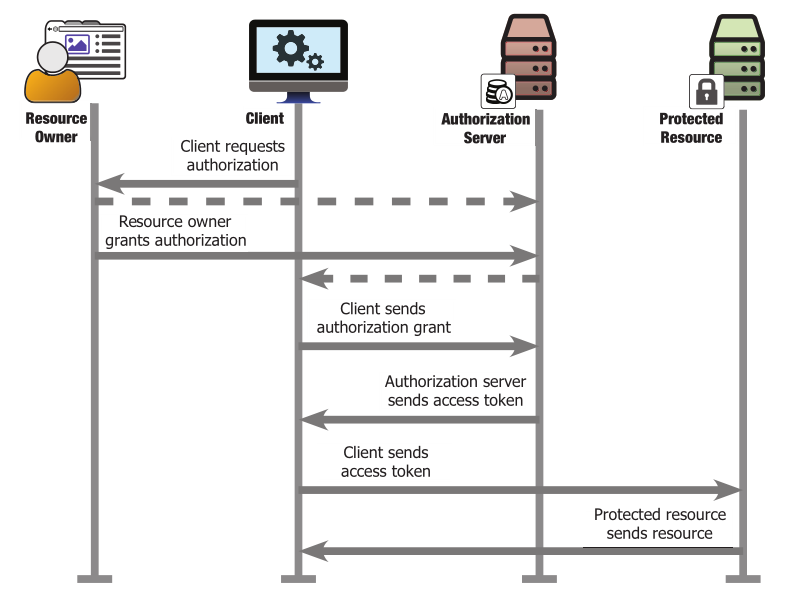 Resource
Owner
Client
Authorization
Server
Protected
Resource
Client requests
authorization
Resource owner
grants authorization
Client sends
authorization grant
Authorization server
sends access token
Client sends
access token
Protected resource
sends resource